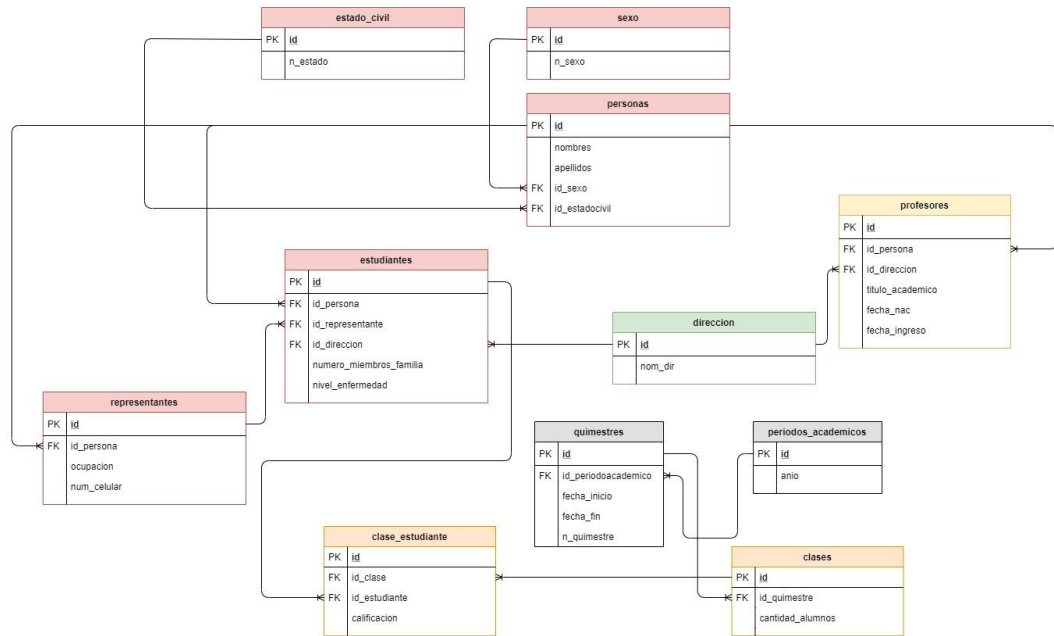 estado_civil
PK id
n_estado
sexo
PK id
n_sexo
personas
PK id
nombres
apellidos
FK id_sexo
FK id_estadocivil
profesores
PK id
FK id_persona
FK id_direccion
titulo_academico
fecha_nac
fecha_ingreso
estudiantes
PK id
FK id_persona
FK id_representante
FK id_direccion
numero_miembros_familia
nivel_enfermedad
direccion
PK id
nom_dir
representantes
PK id
FK id_persona
ocupacion
num_celular
quimestres
PK id
FK id_periodoacademico
fecha_inicio
fecha_fin
n_quimestre
periodos_academicos
PK id
anio
clase_estudiante
PK id
FK id_clase
FK id_estudiante
calificacion
clases
PK id
FK id_quimestre
cantidad_alumnos